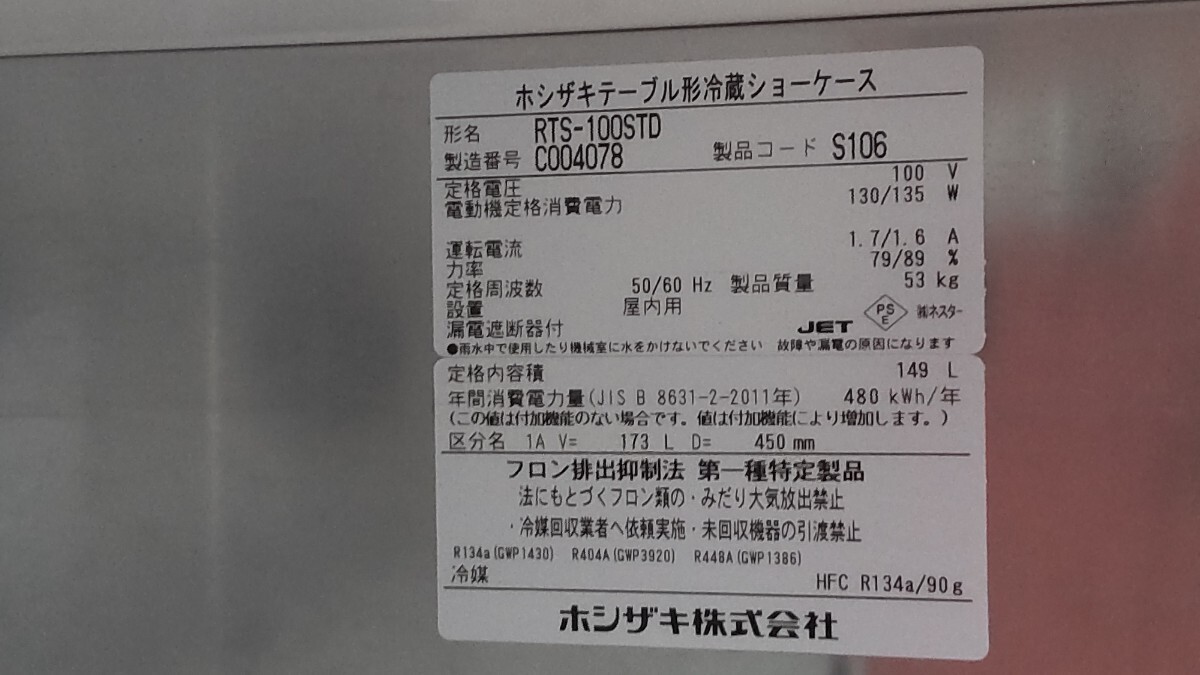 ホシザキテーブル形冷蔵ショーケース
形名 RTS-100STD
製造番号 C004078 製品コード S106
定格電圧 100 V
電動機定格消費電力 130/135 W
運転電流 1.7/1.6 A
力率 79/89 %
定格周波数 50/60 Hz 製品質量 53 kg
設置 屋内用
漏電遮断器付 JET PS E ㈱ネスター
●雨水中で使用したり機械室に水をかけないでください 故障や漏電の原因になります
定格内容積 149 L
年間消費電力量(JIS B 8631-2-2011年) 480 kWh/年
(この値は付加機能のない場合です。値は付加機能により増加します。)
区分名 1A V= 173 L D= 450 mm
フロン排出抑制法 第一種特定製品
法にもとづくフロン類の・みだり大気放出禁止
・冷媒回収業者へ依頼実施・未回収機器の引渡禁止
R134a(GWP1430) R404A(GWP3920) R448A(GWP1386)
冷媒 HFC R134a/90g
ホシザキ株式会社